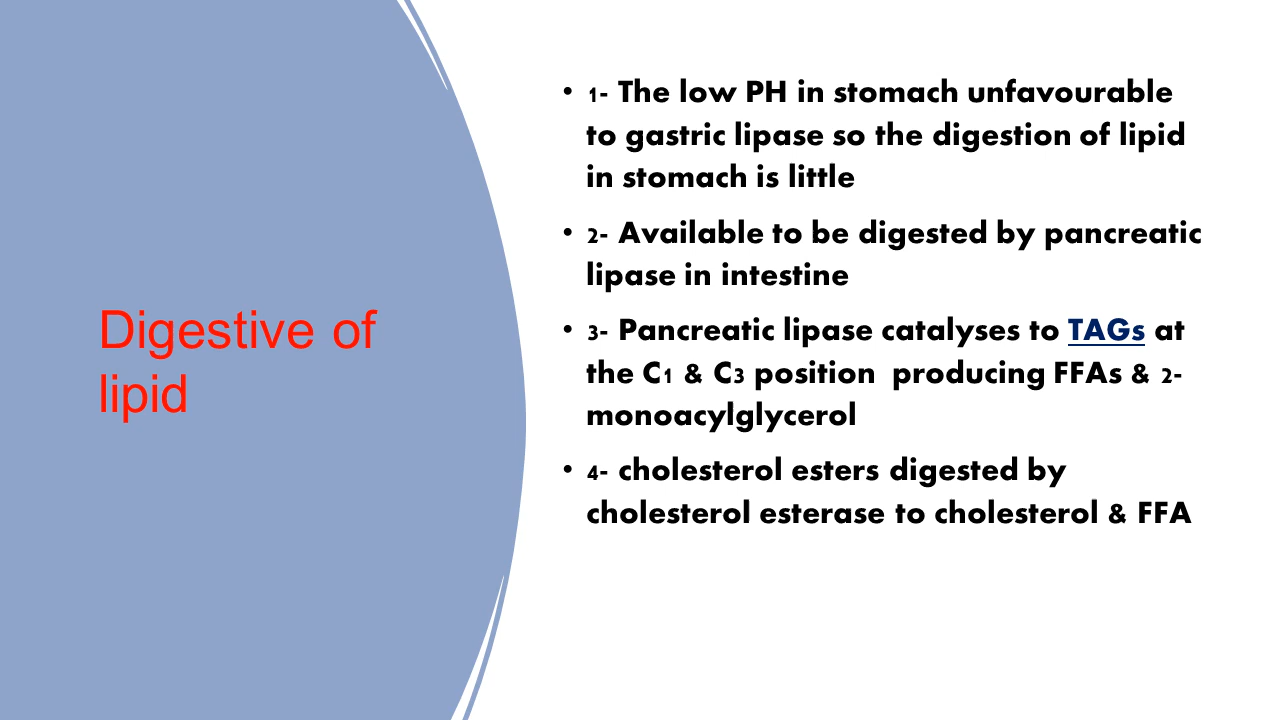 Digestive of
lipid
• 1- The low PH in stomach unfavourable
to gastric lipase so the digestion of lipid
in stomach is little
• 2- Available to be digested by pancreatic
lipase in intestine
• 3- Pancreatic lipase catalyses to TAGs at
the C1 & C3 position  producing FFAs & 2-
monoacylglycerol
• 4- cholesterol esters digested by
cholesterol esterase to cholesterol & FFA